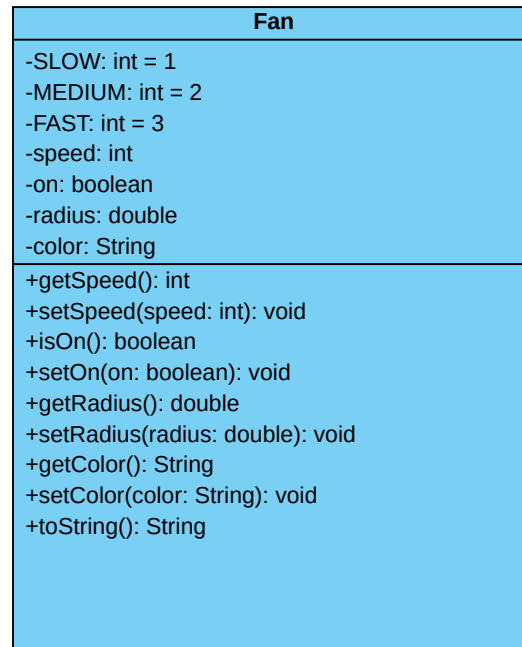 Fan
-SLOW: int = 1
-MEDIUM: int = 2
-FAST: int = 3
-speed: int
-on: boolean
-radius: double
-color: String
+getSpeed(): int
+setSpeed(speed: int): void
+isOn(): boolean
+setOn(on: boolean): void
+getRadius(): double
+setRadius(radius: double): void
+getColor(): String
+setColor(color: String): void
+toString(): String